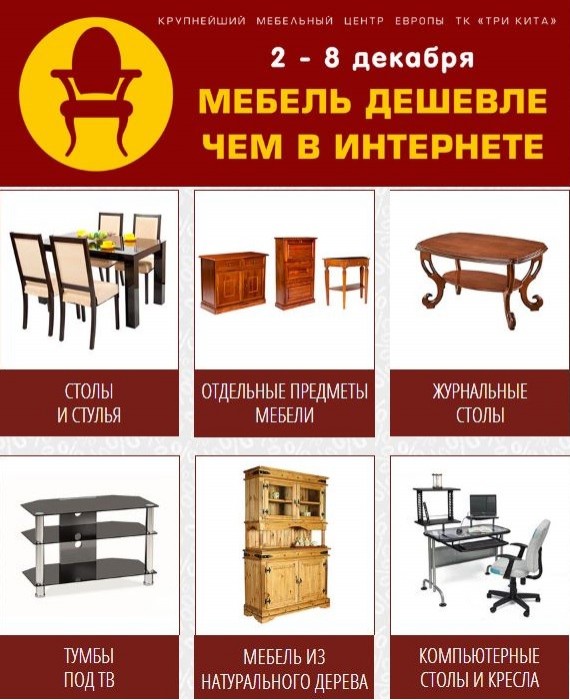 КРУПНЕЙШИЙ МЕБЕЛЬНЫЙ ЦЕНТР ЕВРОПЫ ТК «ТРИ КИТА»
2 - 8 декабря
МЕБЕЛЬ ДЕШЕВЛЕ
ЧЕМ В ИНТЕРНЕТЕ
СТОЛЫ
И СТУЛЬЯ
ОТДЕЛЬНЫЕ ПРЕДМЕТЫ
МЕБЕЛИ
ЖУРНАЛЬНЫЕ
СТОЛЫ
ТУМБЫ
ПОД ТВ
МЕБЕЛЬ ИЗ
НАТУРАЛЬНОГО ДЕРЕВА
КОМПЬЮТЕРНЫЕ
СТОЛЫ И КРЕСЛА